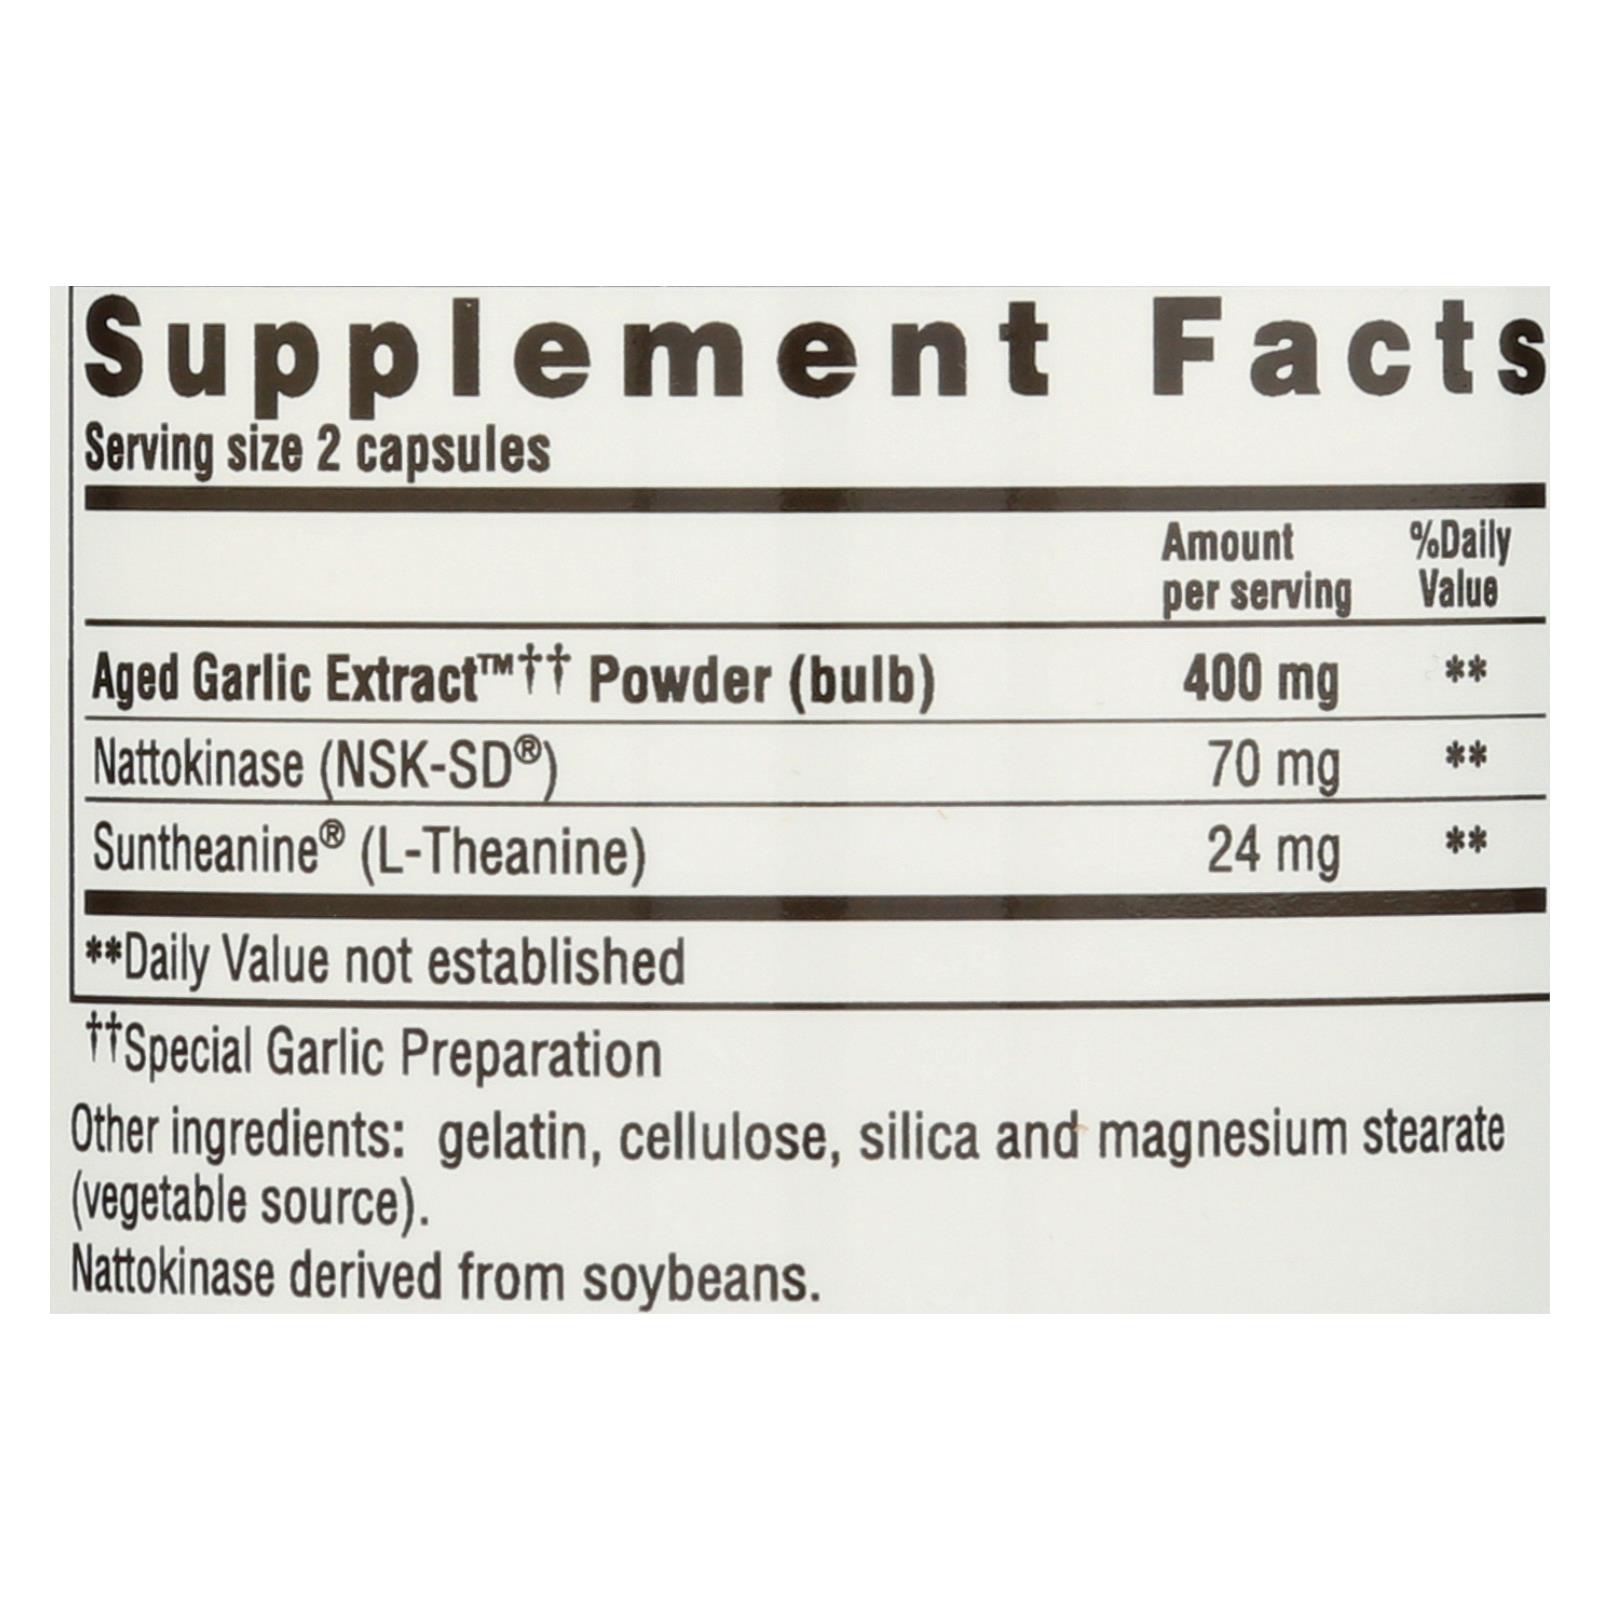 Supplement Facts
Serving size 2 capsules
Amount per serving %Daily Value
Aged Garlic Extract™†† Powder (bulb) 400 mg **
Nattokinase (NSK-SD®) 70 mg **
Suntheanine® (L-Theanine) 24 mg **
**Daily Value not established
††Special Garlic Preparation
Other ingredients: gelatin, cellulose, silica and magnesium stearate
(vegetable source).
Nattokinase derived from soybeans.